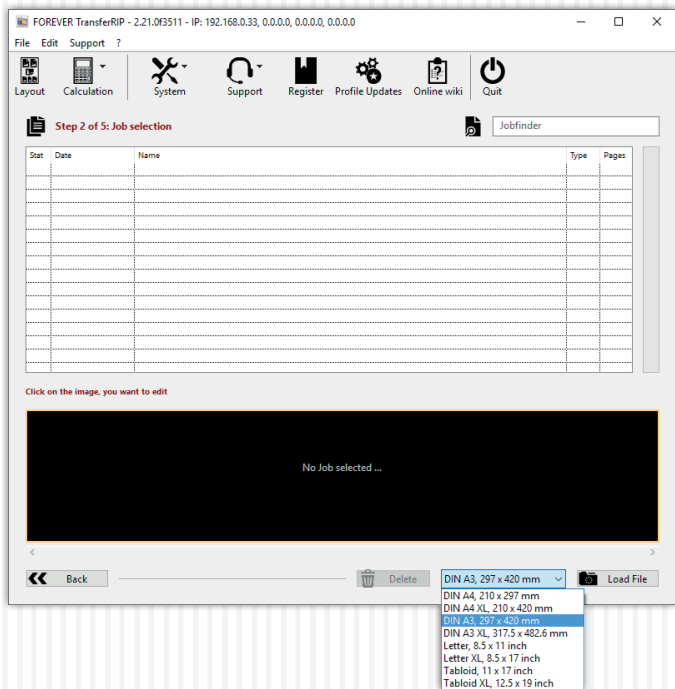 FOREVER TransferRIP - 2.21.0f3511 - IP: 192.168.0.33, 0.0.0.0, 0.0.0.0, 0.0.0.0
File Edit Support ?
Layout Calculation System Support Register Profile Updates Online wiki Quit
Step 2 of 5: Job selection Jobfinder
Stat Date Name Type Pages
Click on the image, you want to edit
No Job selected ...
Back Delete DIN A3, 297 x 420 mm Load File
DIN A4, 210 x 297 mm
DIN A4 XL, 210 x 420 mm
DIN A3, 297 x 420 mm
DIN A3 XL, 317.5 x 482.6 mm
Letter, 8.5 x 11 inch
Letter XL, 8.5 x 17 inch
Tabloid, 11 x 17 inch
Tabloid XL, 12.5 x 19 inch